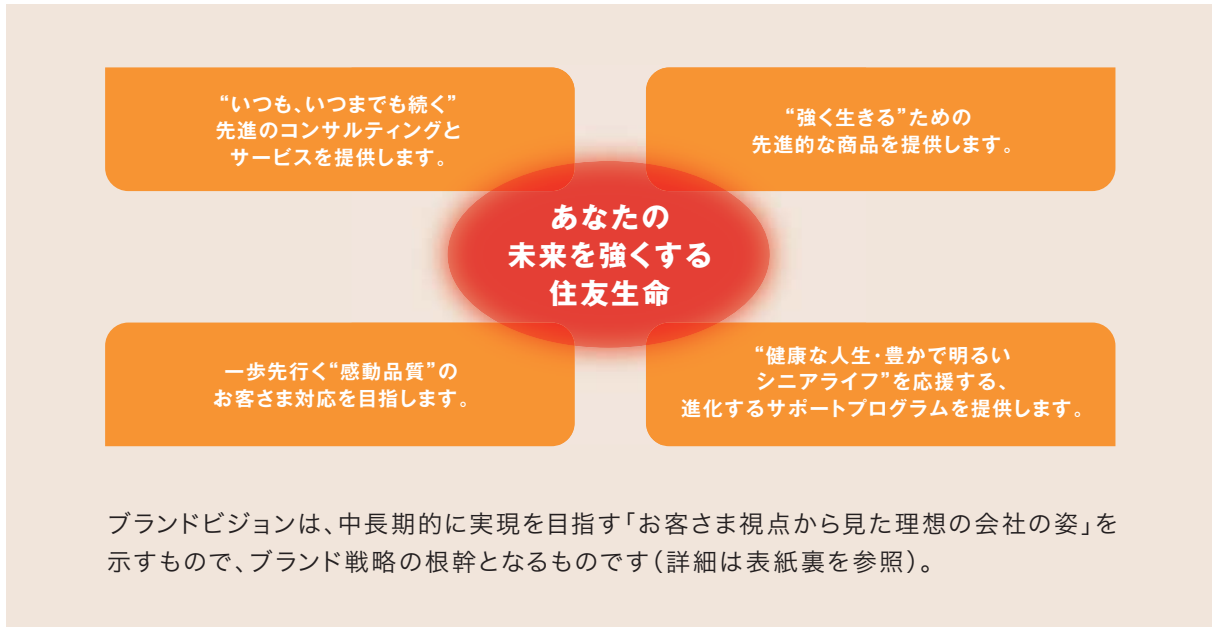 “いつも、いつまでも続く”
先進のコンサルティングと
サービスを提供します。
“強く生きる”ための
先進的な商品を提供します。
あなたの
未来を強くする
住友生命
一歩先行く“感動品質”の
お客さま対応を目指します。
“健康な人生・豊かで明るい
シニアライフ”を応援する、
進化するサポートプログラムを提供します。
ブランドビジョンは、中長期的に実現を目指す「お客さま視点から見た理想の会社の姿」を
示すもので、ブランド戦略の根幹となるものです（詳細は表紙裏を参照）。